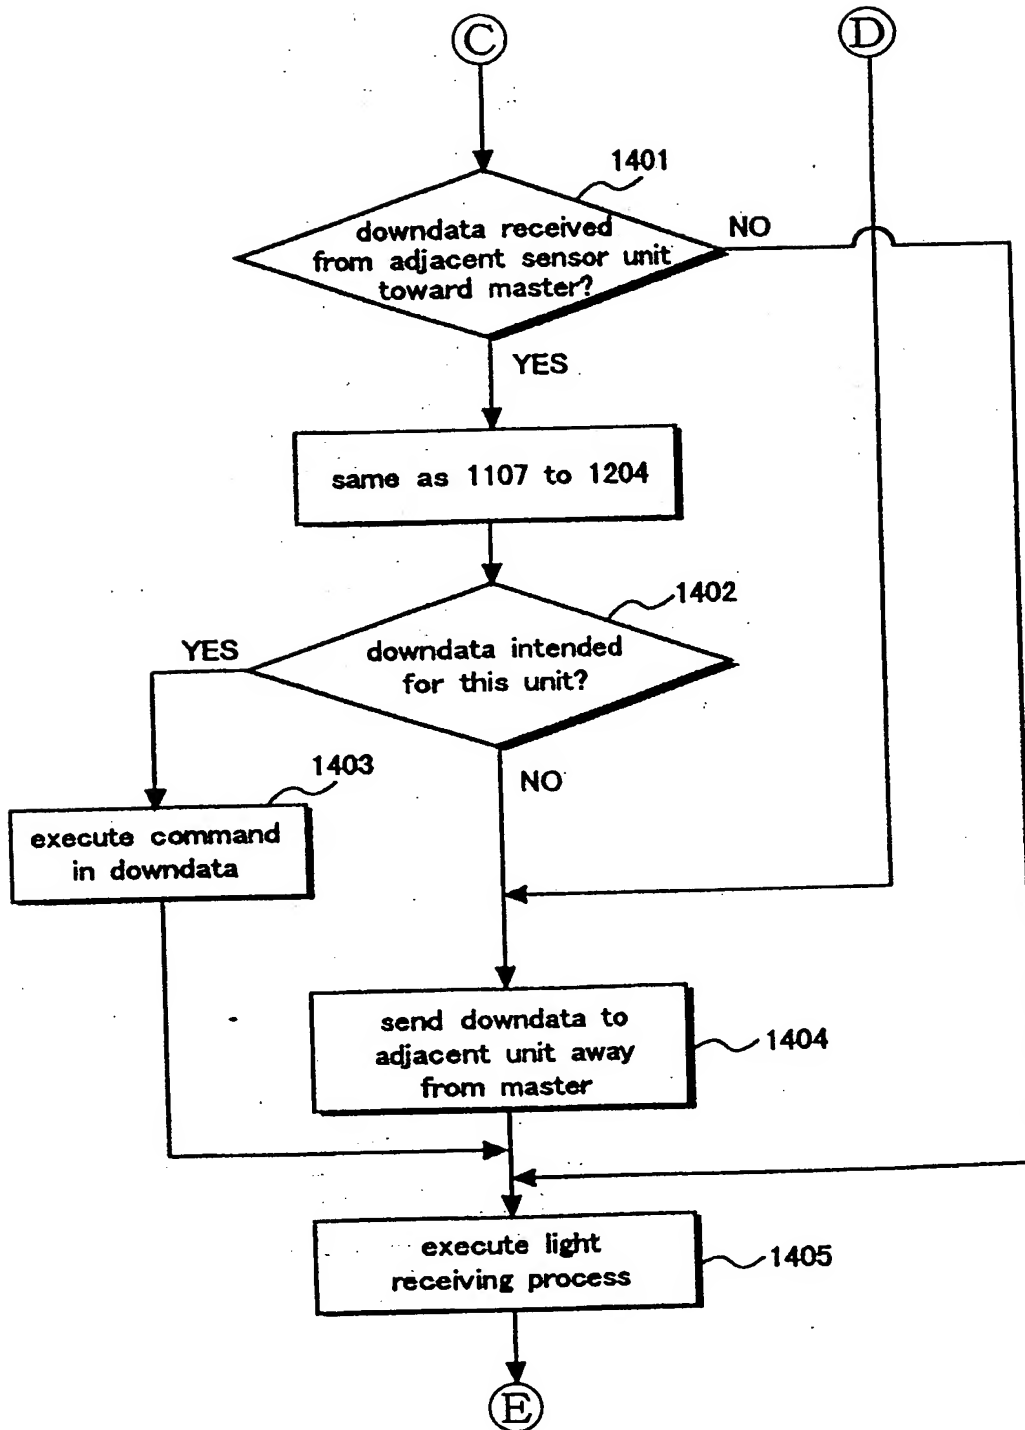 C
D
1401
downdata received
from adjacent sensor unit
toward master?
NO
YES
same as 1107 to 1204
1402
downdata intended
for this unit?
YES
NO
1403
execute command
in downdata
send downdata to
adjacent unit away
from master
1404
execute light
receiving process
1405
E